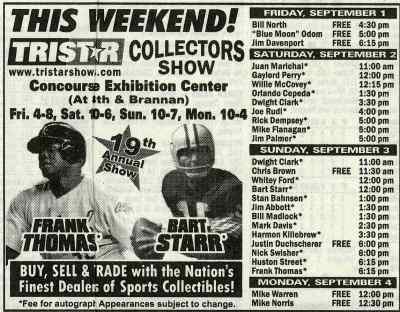 THIS WEEKEND!
TRISTAR COLLECTORS SHOW
www.tristarshow.com
Concourse Exhibition Center
(At 8th & Brannan)
Fri. 4-8, Sat. 10-6, Sun. 10-7, Mon. 10-4
19th
Annual
Show
FRANK
THOMAS
BART
STARR
BUY, SELL & TRADE with the Nation's
Finest Dealers of Sports Collectibles!
*Fee for autograph Appearances subject to change.
FRIDAY, SEPTEMBER 1
Bill North FREE 4:30 pm
"Blue Moon" Odom FREE 5:00 pm
Jim Davenport FREE 6:15 pm
SATURDAY, SEPTEMBER 2
Juan Marichal* 11:00 am
Gaylord Perry* 12:00 pm
Willie McCovey* 12:15 pm
Orlando Cepeda* 1:30 pm
Dwight Clark* 3:30 pm
Joe Rudi* 4:00 pm
Rick Dempsey* 5:00 pm
Mike Flanagan* 5:00 pm
Jim Palmer* 5:00 pm
SUNDAY, SEPTEMBER 3
Dwight Clark* 11:00 am
Chris Brown FREE 11:30 am
Whitey Ford* 12:00 pm
Bart Starr* 12:00 pm
Stan Bahnsen* 1:00 pm
Jim Abbott* 1:30 pm
Bill Madlock* 1:30 pm
Mark Davis* 2:30 pm
Harmon Killebrew* 3:30 pm
Justin Duchscherer FREE 6:00 pm
Nick Swisher* 6:00 pm
Huston Street* 6:15 pm
Frank Thomas* 6:15 pm
MONDAY, SEPTEMBER 4
Mike Warren FREE 12:00 pm
Mike Norris FREE 12:30 pm